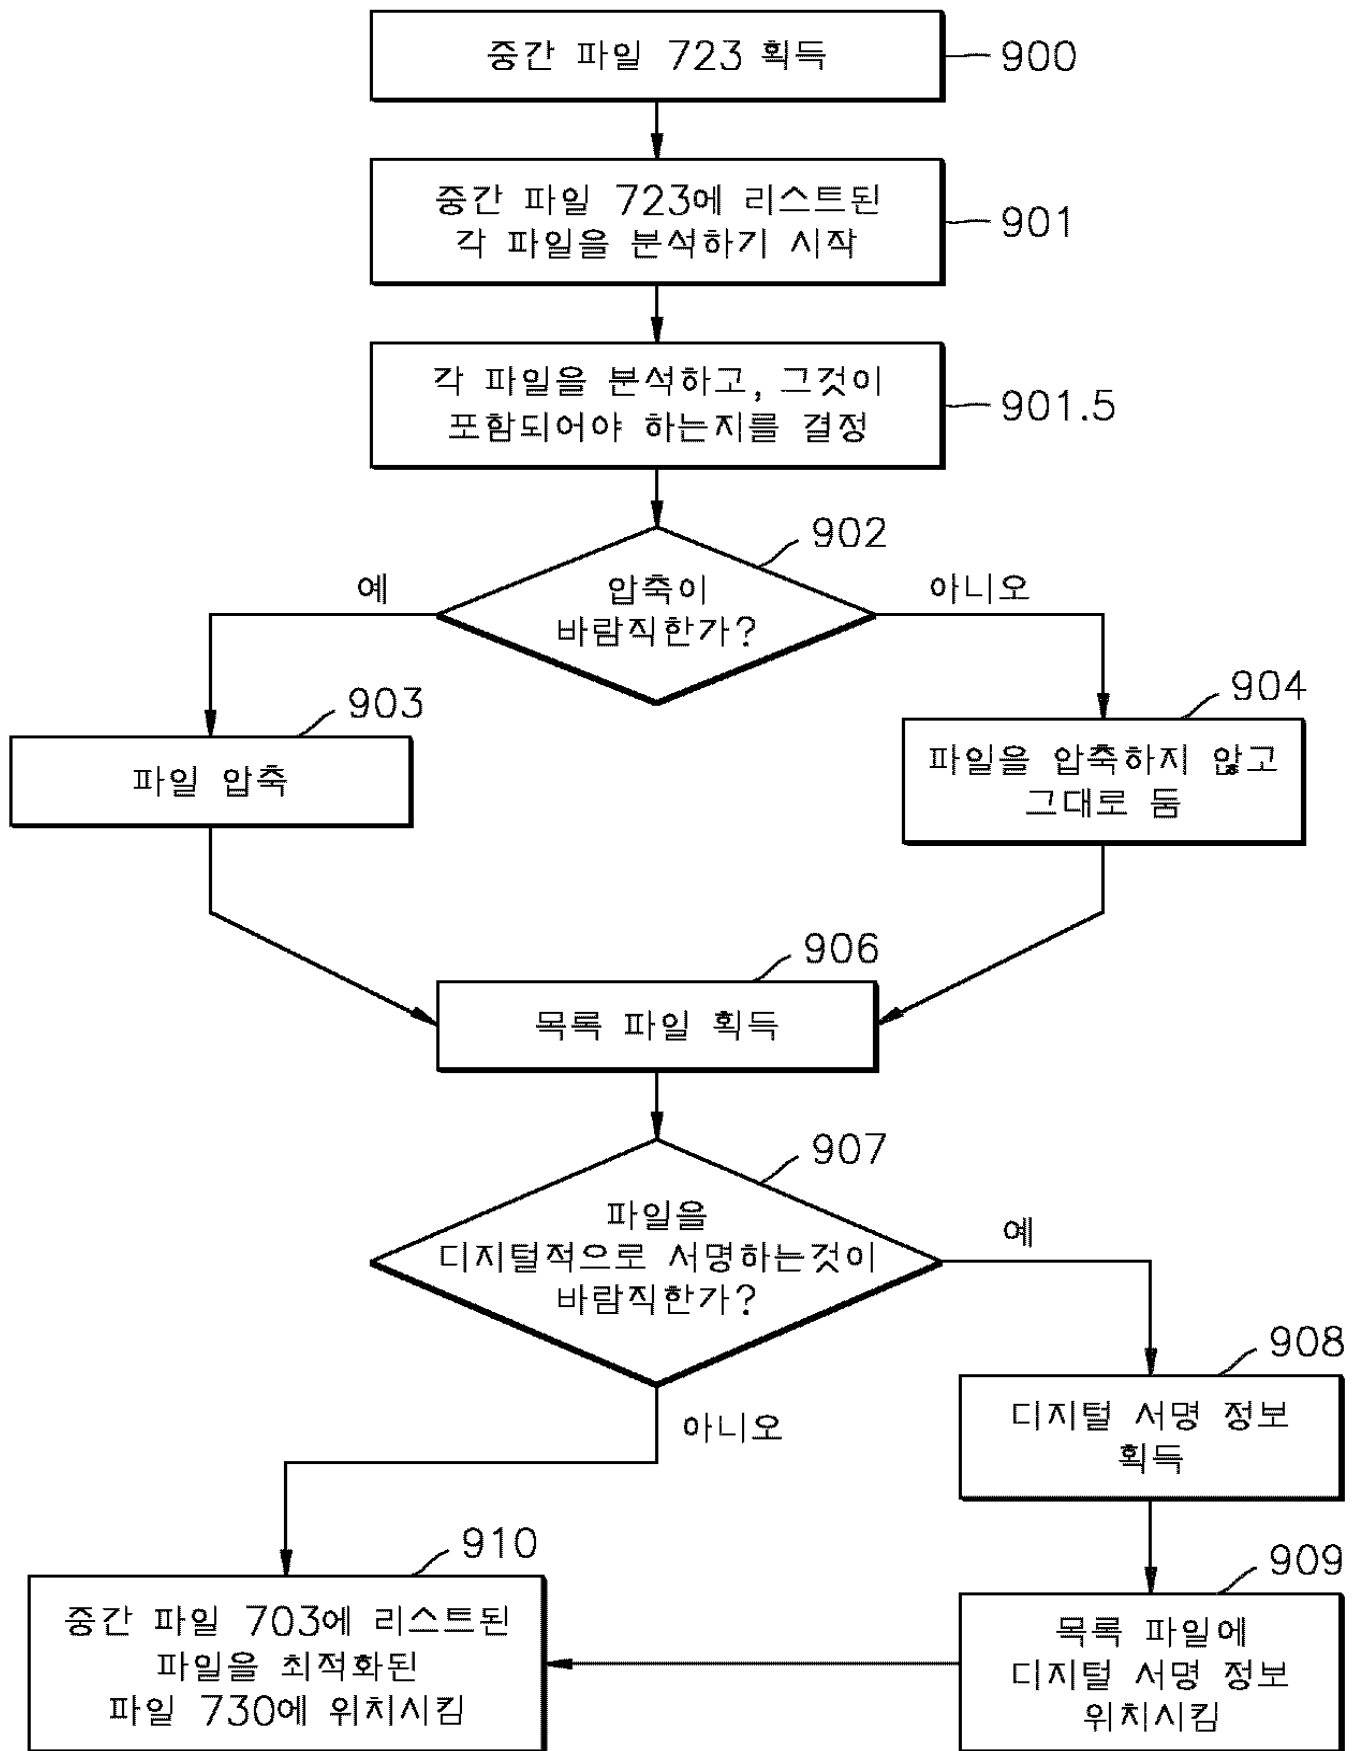 중간 파일 723 획득
900
중간 파일 723에 리스트된
각 파일을 분석하기 시작
901
각 파일을 분석하고, 그것이
포함되어야 하는지를 결정
901.5
902
예
압축이
바람직한가?
아니오
903
파일 압축
904
파일을 압축하지 않고
그대로 둠
906
목록 파일 획득
907
파일을
디지털적으로 서명하는것이
바람직한가?
예
아니오
908
디지털 서명 정보
획득
910
중간 파일 703에 리스트된
파일을 최적화된
파일 730에 위치시킴
909
목록 파일에
디지털 서명 정보
위치시킴